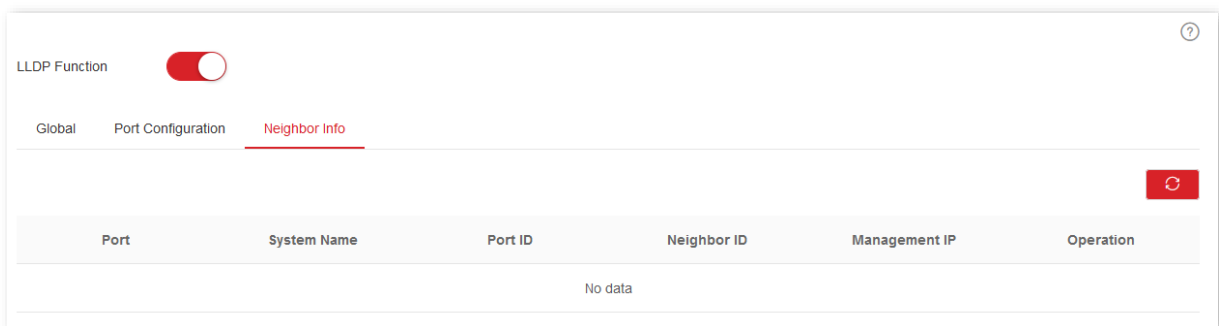 LLDP Function
Global Port Configuration Neighbor Info
Port System Name Port ID Neighbor ID Management IP Operation
No data